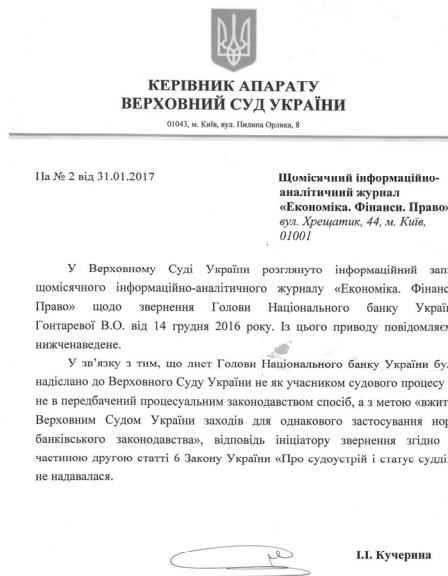 КЕРІВНИК АПАРАТУ
ВЕРХОВНИЙ СУД УКРАЇНИ
01043, м. Київ, вул. Пилипа Орлика, 8
На № 2 від 31.01.2017
Щомісячний інформаційно-
аналітичний журнал
«Економіка. Фінанси. Право»
вул. Хрещатик, 44, м. Київ,
01001
У Верховному Суді України розглянуто інформаційний зап
щомісячного інформаційно-аналітичного журналу «Економіка. Фінанс
Право» щодо звернення Голови Національного банку Украї
Гонтаревої В.О. від 14 грудня 2016 року. Із цього приводу повідомляєм
нижченаведене.
У зв’язку з тим, що лист Голови Національного банку України бул
надіслано до Верховного Суду України не як учасником судового процесу
не в передбачений процесуальним законодавством спосіб, а з метою «вжит
Верховним Судом України заходів для однакового застосування нор
банківського законодавства», відповідь ініціатору звернення згідно
частиною другою статті 6 Закону України «Про судоустрій і статус судді
не надавалася.
І.І. Кучерина